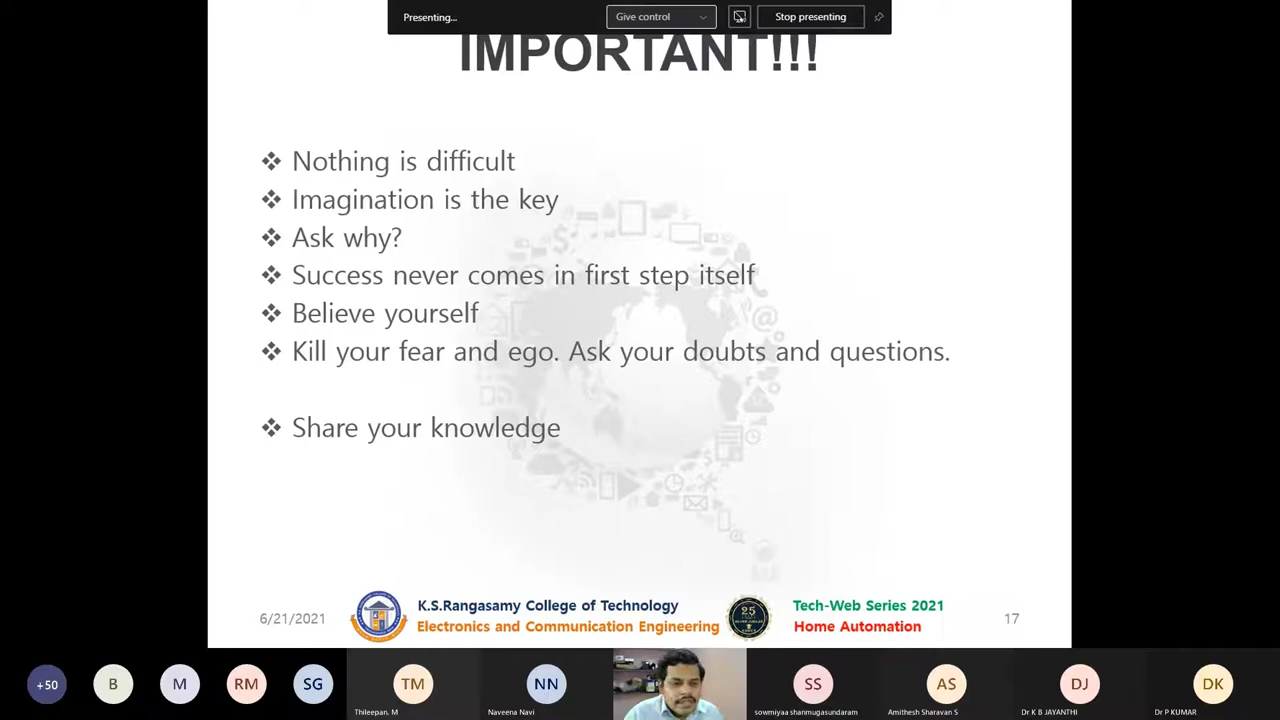 Presenting...
Give control
Stop presenting
IMPORTANT!!!
❖ Nothing is difficult
❖ Imagination is the key
❖ Ask why?
❖ Success never comes in first step itself
❖ Believe yourself
❖ Kill your fear and ego. Ask your doubts and questions.
❖ Share your knowledge
6/21/2021
K.S.Rangasamy College of Technology
Electronics and Communication Engineering
25
Tech-Web Series 2021
Home Automation
17
+50
B
M
RM
SG
TM
Thileepan. M
NN
Naveena Navi
SS
sowmiyaa shanmugasundaram
AS
Amithesh Sharavan S
DJ
Dr K B JAYANTHI
DK
Dr P KUMAR